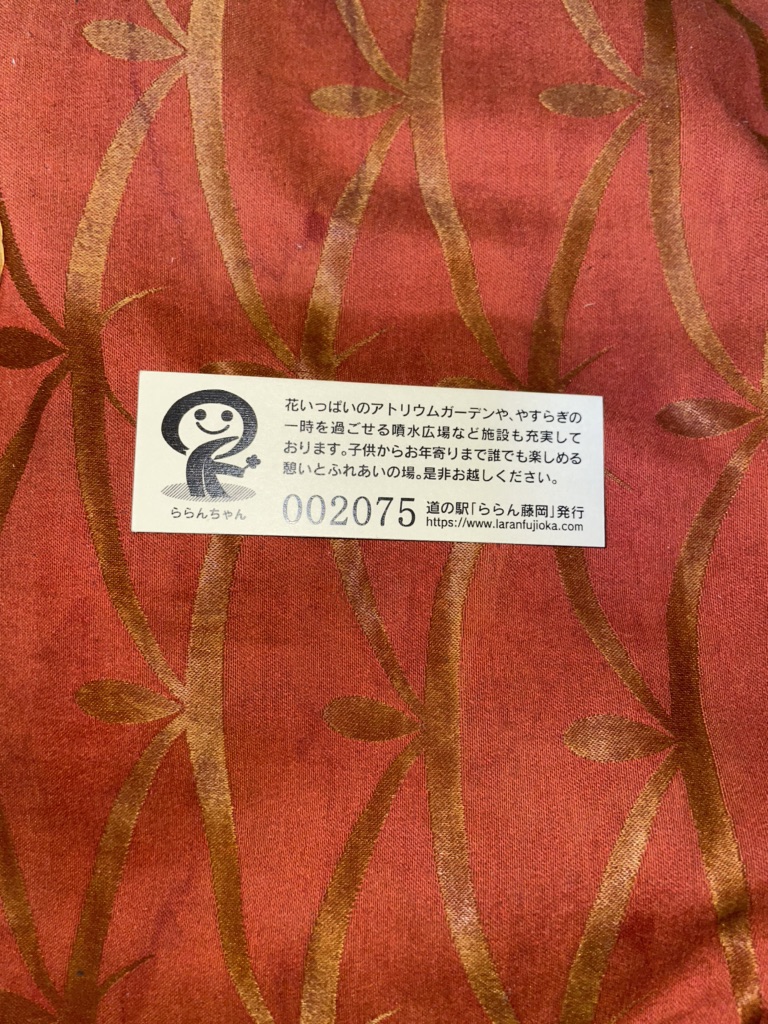 花いっぱいのアトリウムガーデンや、やすらぎの
一時を過ごせる噴水広場など施設も充実して
おります。子供からお年寄りまで誰でも楽しめる
憩いとふれあいの場。是非お越しください。
ららんちゃん
002075
道の駅「ららん藤岡」発行
https://www.laranfujioka.com